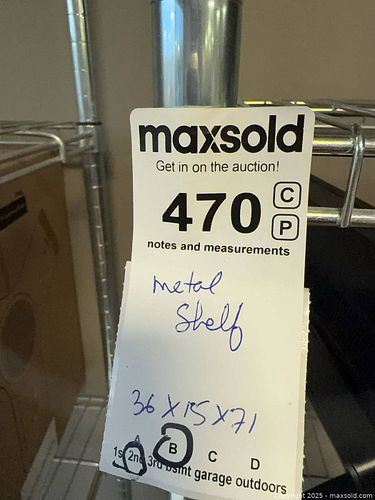 maxsold
Get in on the auction!
470 C
P
notes and measurements
metal
Shelf
36 X 15 X 71
A B C D
1st 2nd 3rd bsmt garage outdoors
2025 - maxsold.com